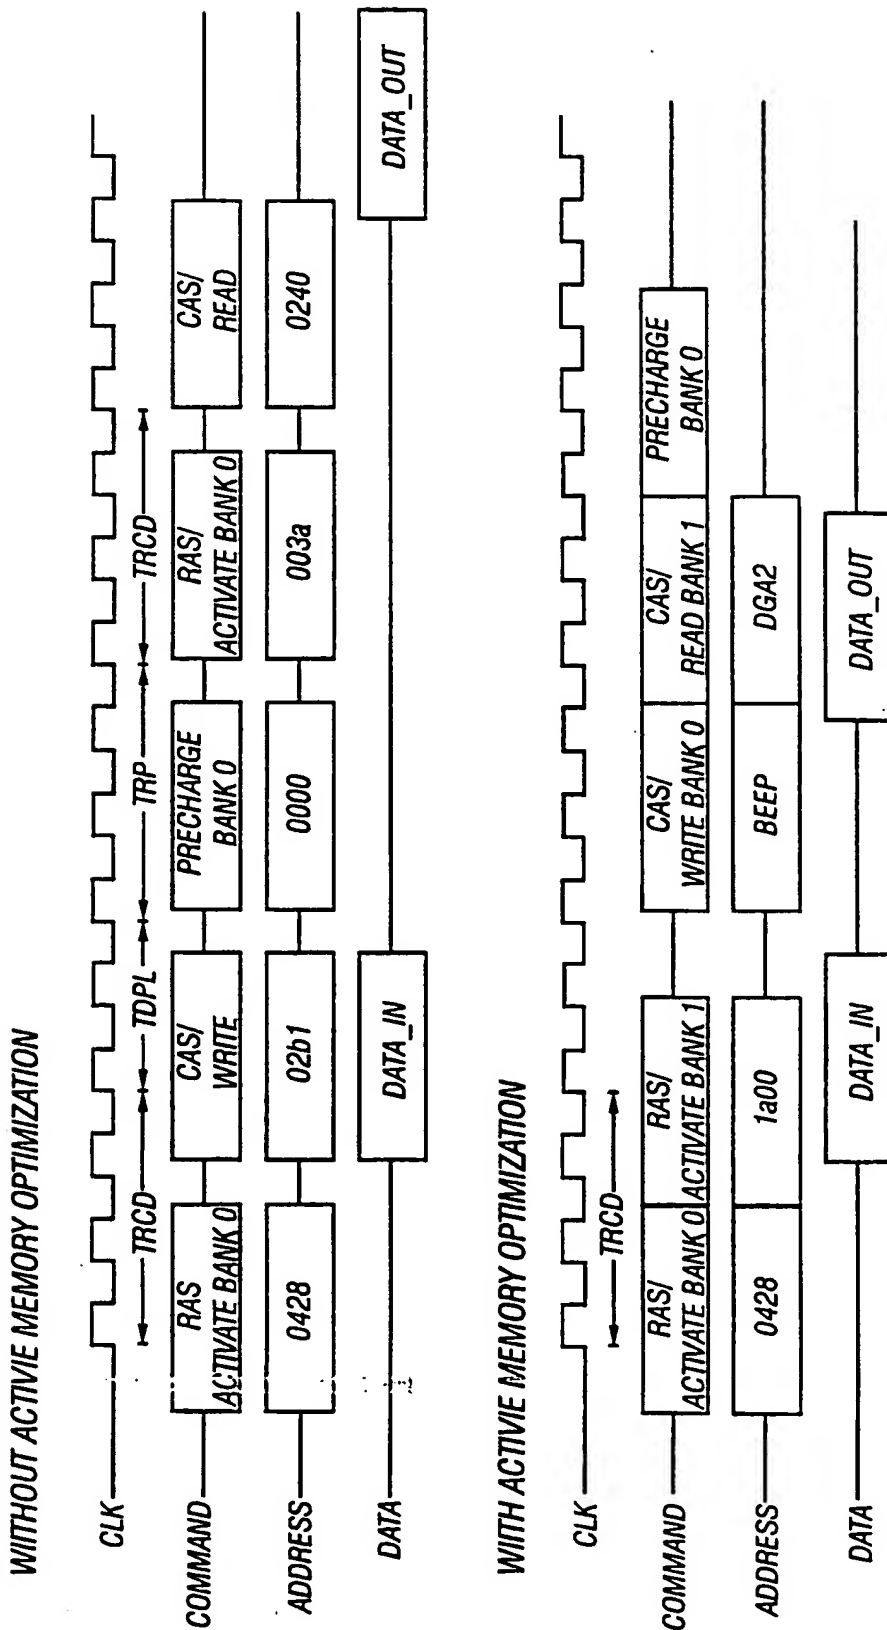 WIITHOUT ACTIVIE MEMORY OPTIMIZATION
CLK
TRCD
TDPL
TRP
TRCD
COMMAND
RAS
ACTIVATE BANK 0
CAS/
WRITE
PRECHARGE
BANK 0
RAS/
ACTIVATE BANK 0
CAS/
READ
ADDRESS
0428
02b1
0000
003a
0240
DATA
DATA_IN
DATA_OUT
WIITH ACTIVIE MEMORY OPTIMIZATION
CLK
TRCD
COMMAND
RAS/
ACTIVATE BANK 0
RAS/
ACTIVATE BANK 1
CAS/
WRITE BANK 0
CAS/
READ BANK 1
PRECHARGE
BANK 0
ADDRESS
0428
1a00
BEEP
DGA2
DATA
DATA_IN
DATA_OUT